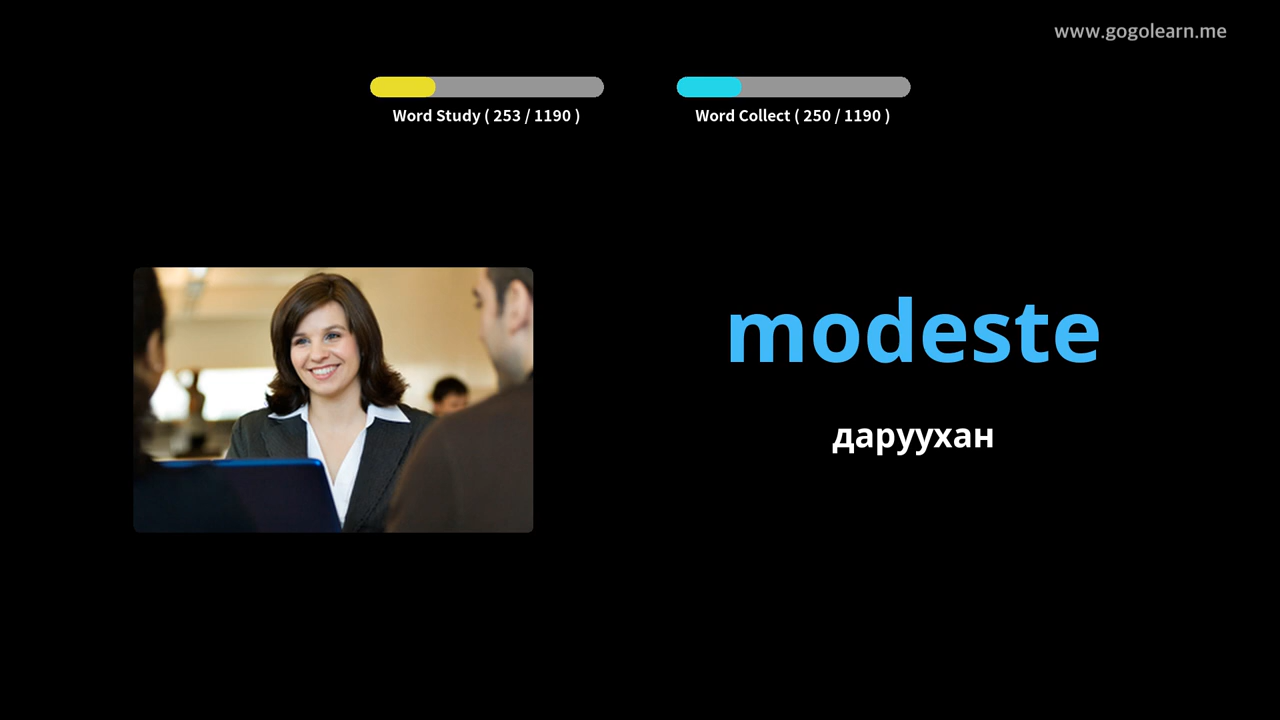 www.gogolearn.me
Word Study ( 253 / 1190 )
Word Collect ( 250 / 1190 )
modeste
даруухан